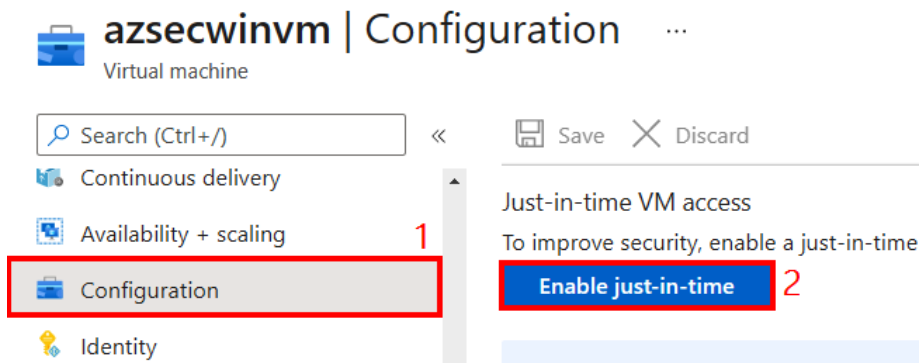 azsecwinvm | Configuration ...
Virtual machine
Search (Ctrl+/) «
Save Discard
Continuous delivery
Just-in-time VM access
Availability + scaling 1
To improve security, enable a just-in-time
Configuration
Enable just-in-time 2
Identity